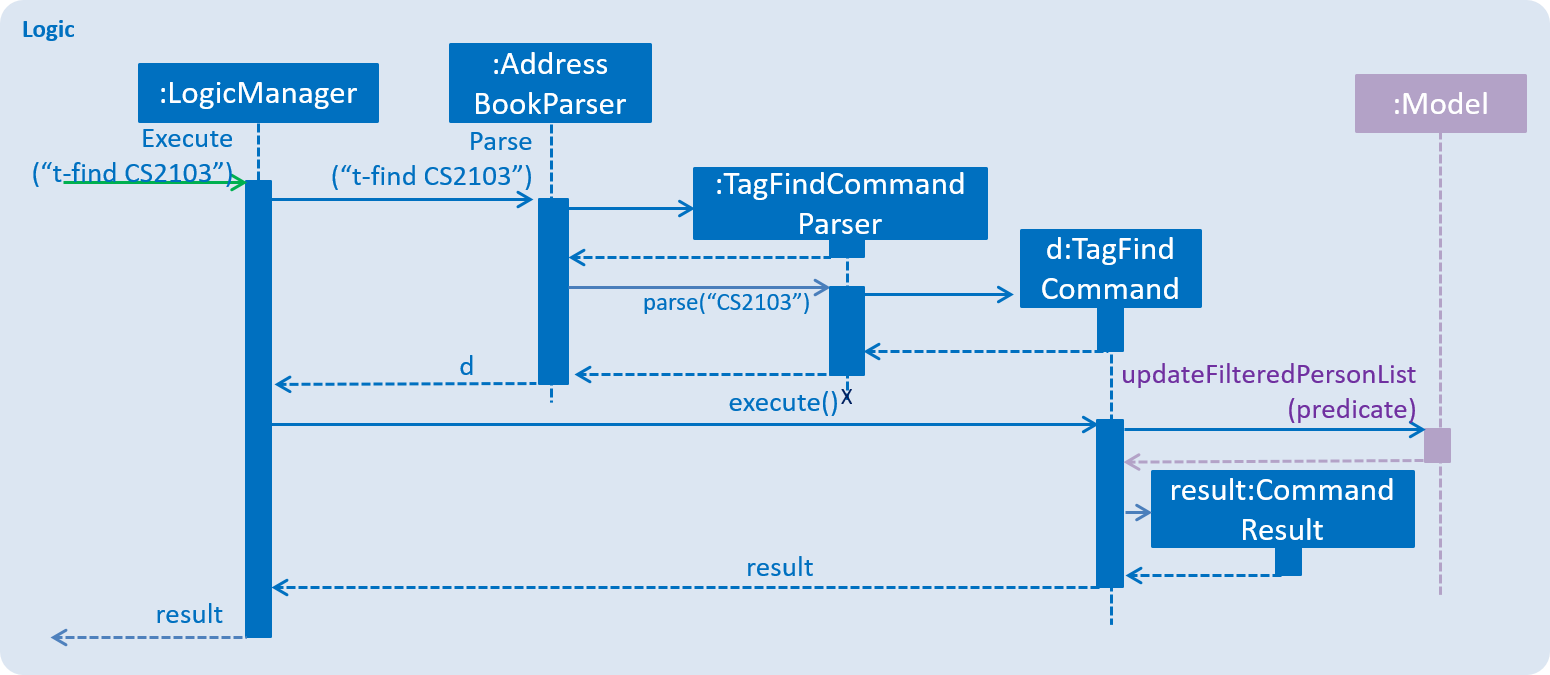 Logic
:LogicManager
:Address
BookParser
:Model
Execute
(“t-find CS2103”)
Parse
(“t-find CS2103”)
:TagFindCommand
Parser
d:TagFind
Command
parse(“CS2103”)
d
updateFilteredPersonList
(predicate)
execute()
X
result:Command
Result
result
result